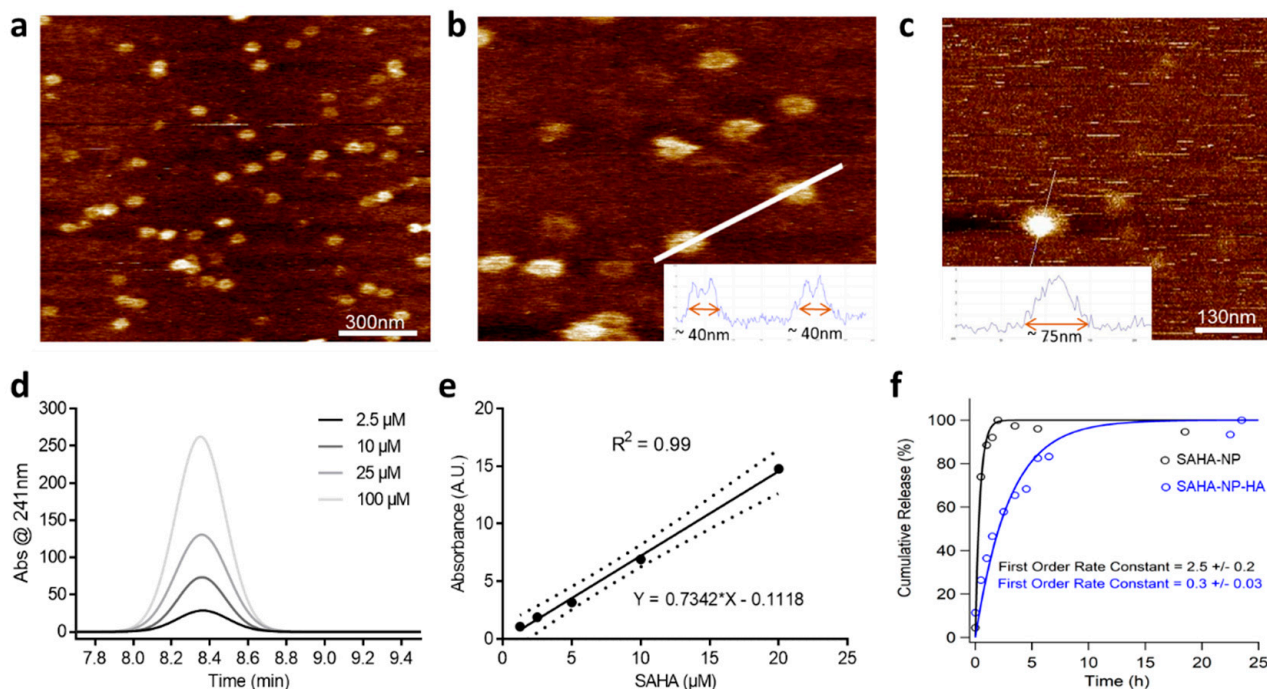 a
b
c
300nm
~ 40nm
~ 40nm
~ 75nm
130nm
d
300
250
200
150
100
50
0
Abs @ 241nm
2.5 µM
10 µM
25 µM
100 µM
7.8 8.0 8.2 8.4 8.6 8.8 9.0 9.2 9.4
Time (min)
e
20
15
10
5
0
Absorbance (A.U.)
R² = 0.99
Y = 0.7342*X - 0.1118
0 5 10 15 20 25
SAHA (µM)
f
100
80
60
40
20
0
Cumulative Release (%)
SAHA-NP
SAHA-NP-HA
First Order Rate Constant = 2.5 +/- 0.2
First Order Rate Constant = 0.3 +/- 0.03
0 5 10 15 20 25
Time (h)